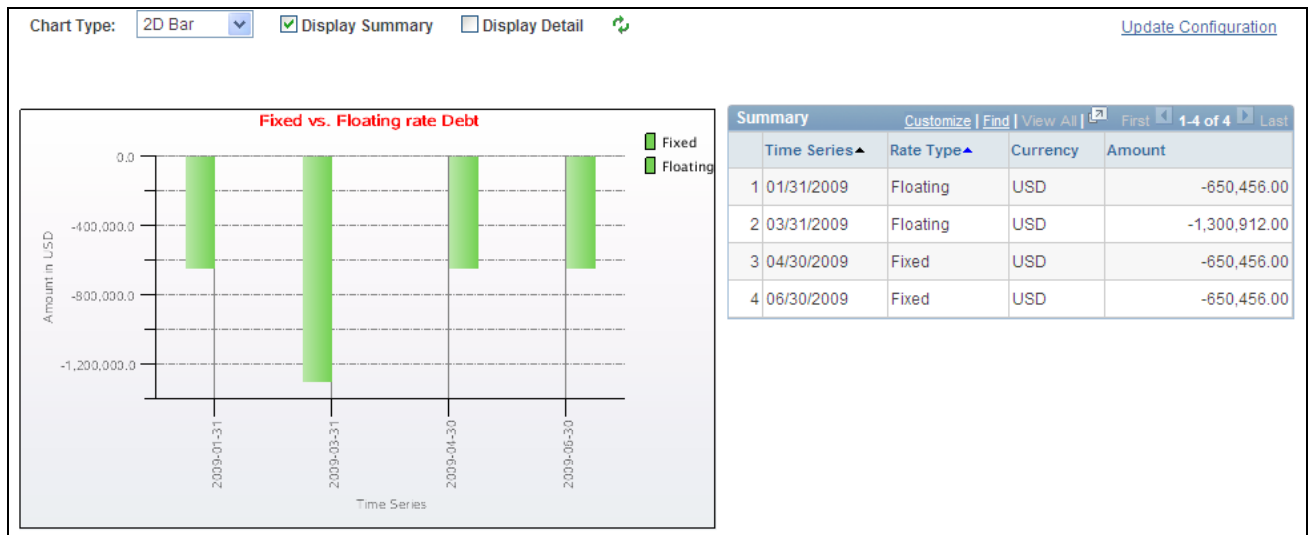 Chart Type: 2D Bar Display Summary Display Detail Update Configuration
Fixed vs. Floating rate Debt
Fixed
Floating
0.0
-400,000.0
-800,000.0
-1,200,000.0
Amount in USD
2009-01-31
2009-03-31
2009-04-30
2009-06-30
Time Series
Summary Customize | Find | View All | First 1-4 of 4 Last
Time Series Rate Type Currency Amount
1 01/31/2009 Floating USD -650,456.00
2 03/31/2009 Floating USD -1,300,912.00
3 04/30/2009 Fixed USD -650,456.00
4 06/30/2009 Fixed USD -650,456.00